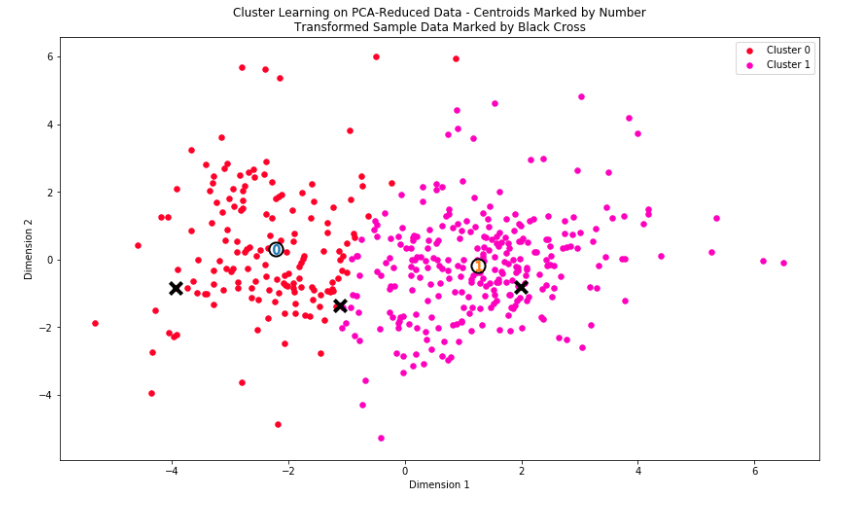 Cluster Learning on PCA-Reduced Data - Centroids Marked by Number
Transformed Sample Data Marked by Black Cross
Cluster 0
Cluster 1
6
4
2
0
−2
−4
Dimension 2
0
1
−4
−2
0
2
4
6
Dimension 1